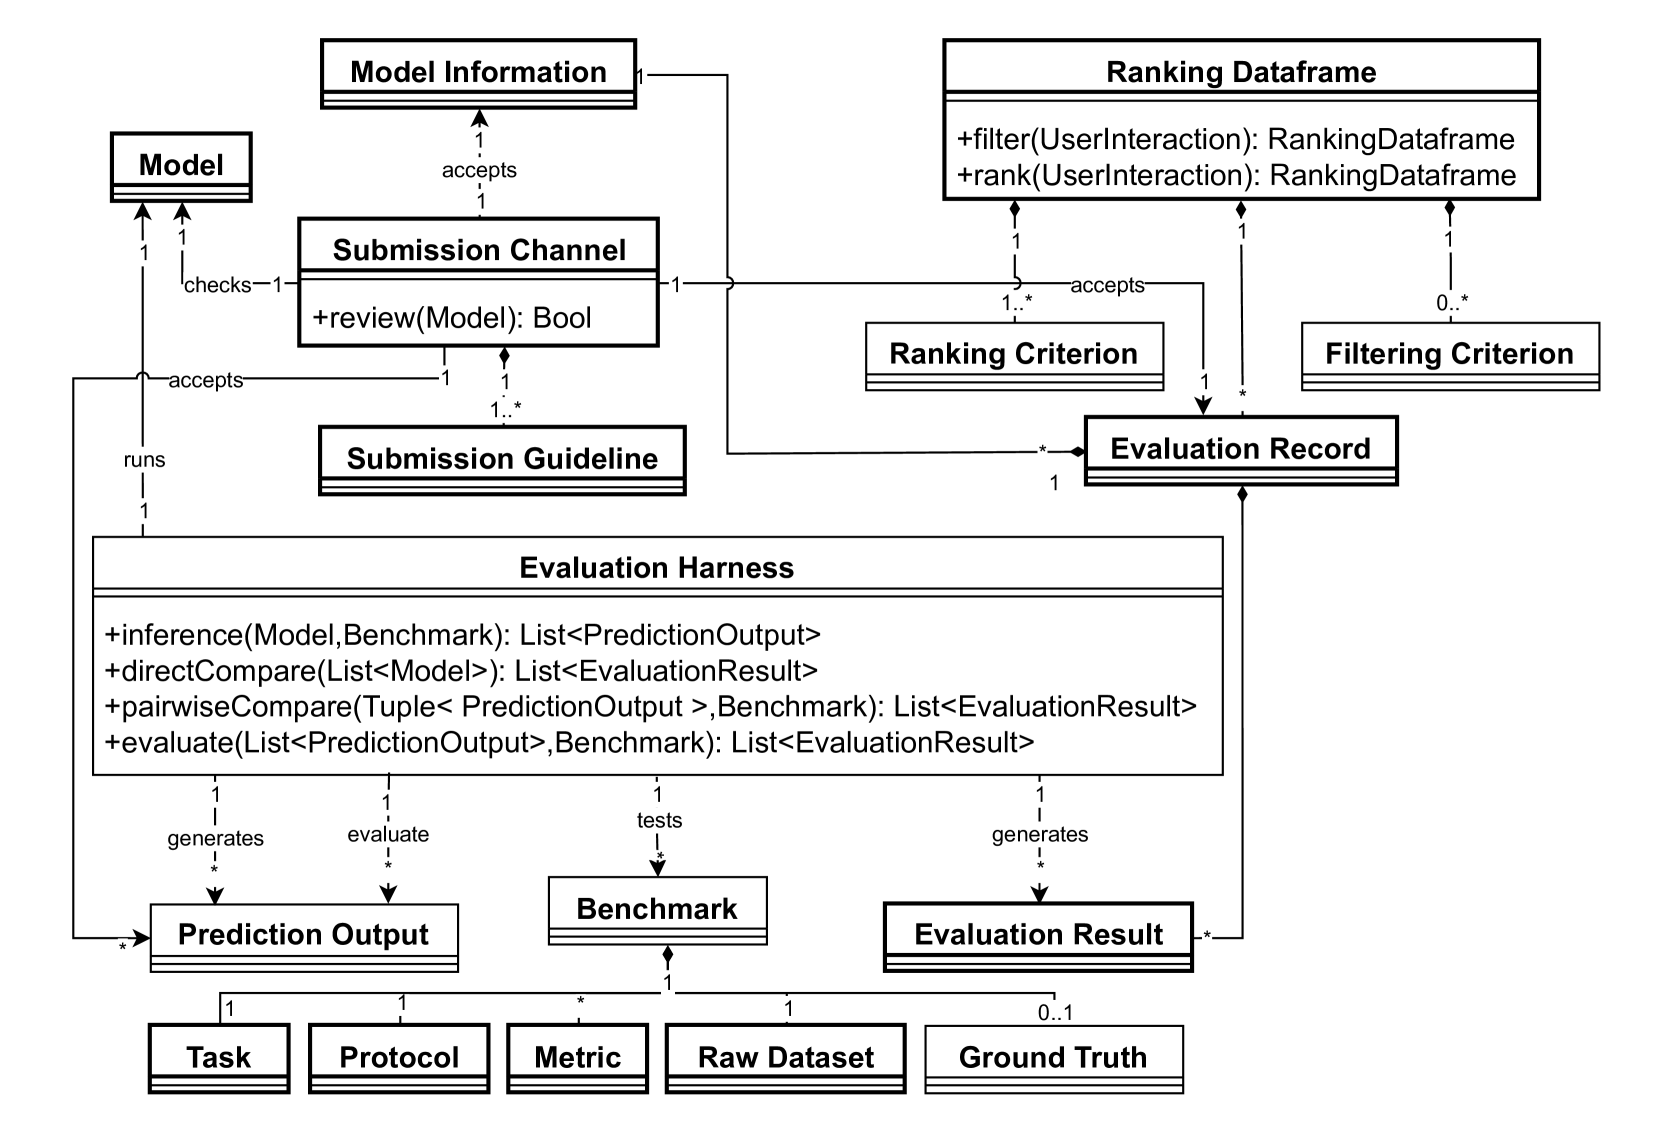 Model Information
1
Ranking Dataframe
+filter(UserInteraction): RankingDataframe
+rank(UserInteraction): RankingDataframe
Model
1
accepts
1
1
1
checks
1
Submission Channel
+review(Model): Bool
1
accepts
1
1
1..*
Ranking Criterion
1
*
1
0..*
Filtering Criterion
accepts
1
1
1..*
Submission Guideline
*
1
Evaluation Record
runs
1
Evaluation Harness
+inference(Model,Benchmark): List<PredictionOutput>
+directCompare(List<Model>): List<EvaluationResult>
+pairwiseCompare(Tuple< PredictionOutput >,Benchmark): List<EvaluationResult>
+evaluate(List<PredictionOutput>,Benchmark): List<EvaluationResult>
1
generates
*
1
evaluate
*
1
tests
*
1
generates
*
*
Prediction Output
Benchmark
Evaluation Result
*
1
1
1
*
1
0..1
Task
Protocol
Metric
Raw Dataset
Ground Truth